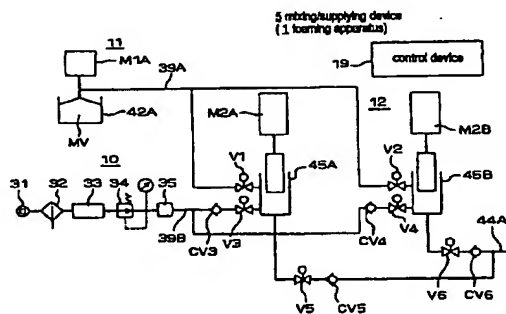 5 mixing/supplying device
( 1 foaming apparatus)
11
M1A
39A
19
control device
42A
MV
M2A
12
M2B
10
V1
45A
V2
45B
31
32
33
34
35
39B
CV3
V3
CV4
V4
44A
V6
CV6
V5
CV5